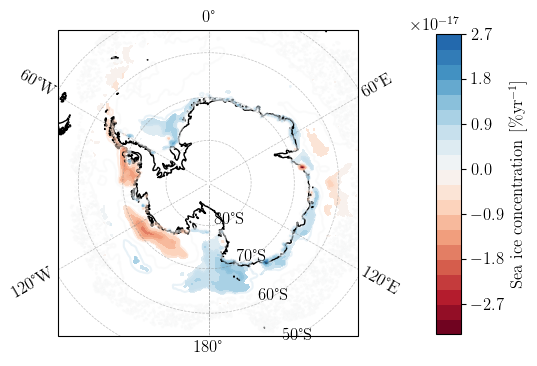 0°
×10⁻¹⁷
60°W
60°E
2.7
1.8
0.9
0.0
−0.9
−1.8
−2.7
Sea ice concentration [%yr⁻¹]
80°S
70°S
60°S
50°S
120°W
120°E
180°